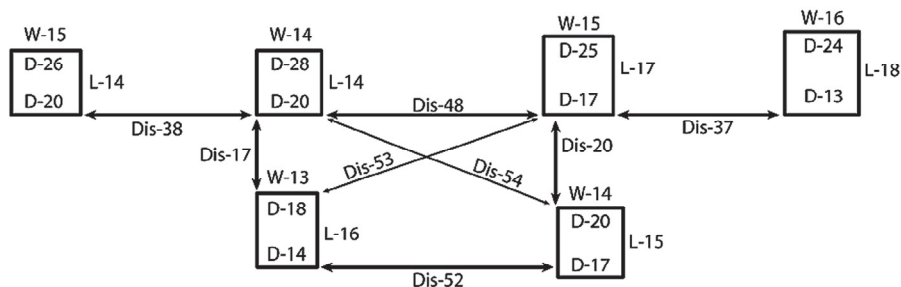 W-15
D-26
D-20
L-14
Dis-38
W-14
D-28
D-20
L-14
Dis-48
W-15
D-25
D-17
L-17
Dis-37
W-16
D-24
D-13
L-18
Dis-17
Dis-53
Dis-54
Dis-20
W-13
D-18
D-14
L-16
Dis-52
W-14
D-20
D-17
L-15